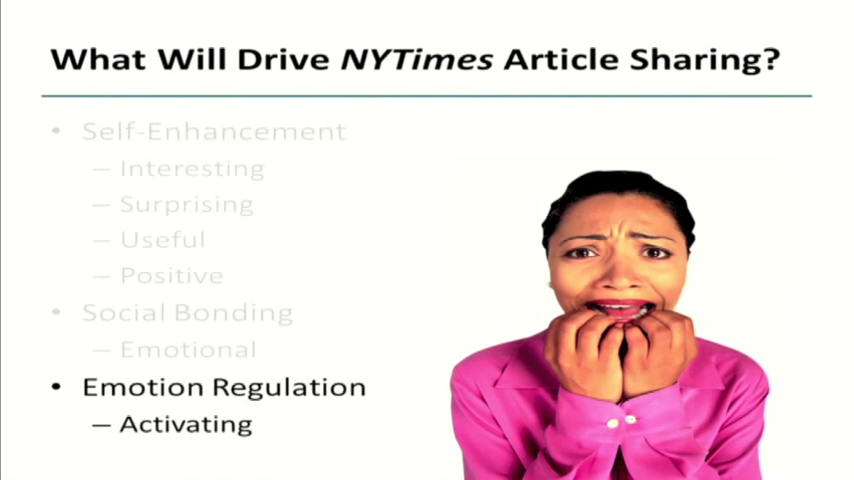 What Will Drive NYTimes Article Sharing?
• Self-Enhancement
– Interesting
– Surprising
– Useful
– Positive
• Social Bonding
– Emotional
• Emotion Regulation
– Activating